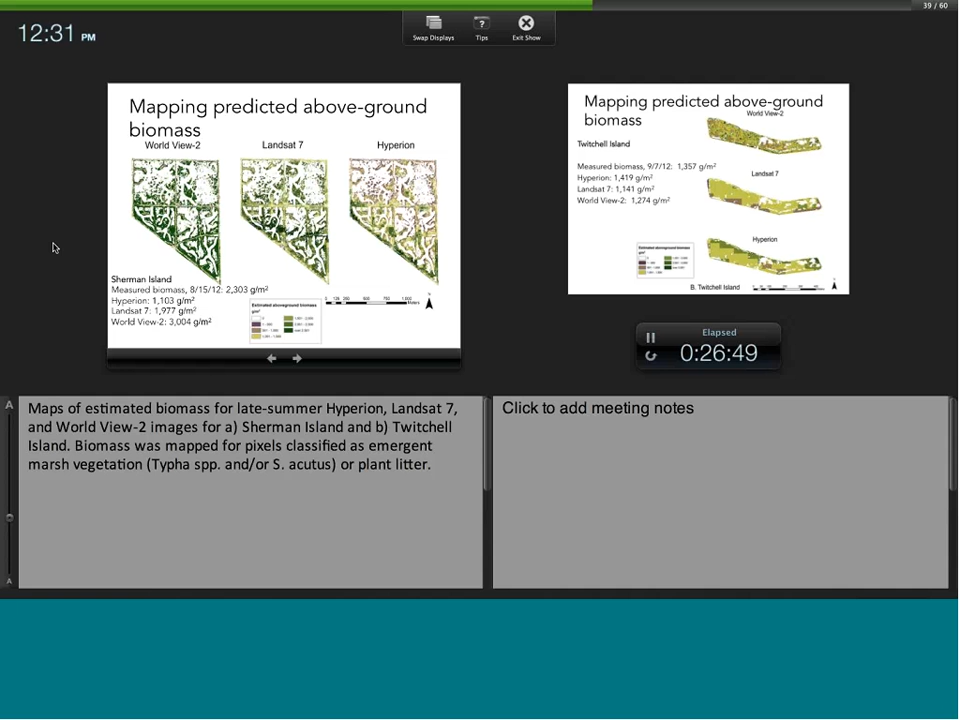 39 / 60
12:31 PM
Swap Displays
Tips
Exit Show
Mapping predicted above-ground
biomass
World View-2
Landsat 7
Hyperion
Sherman Island
Measured biomass, 8/15/12: 2,303 g/m²
Hyperion: 1,103 g/m²
Landsat 7: 1,977 g/m²
World View-2: 3,004 g/m²
Estimated aboveground biomass
g/m²
Mapping predicted above-ground
biomass
World View-2
Twitchell Island
Measured biomass, 9/7/12: 1,357 g/m²
Hyperion: 1,419 g/m²
Landsat 7: 1,141 g/m²
World View-2: 1,274 g/m²
Landsat 7
Hyperion
Estimated aboveground biomass
B. Twitchell Island
Elapsed
0:26:49
A
Maps of estimated biomass for late-summer Hyperion, Landsat 7,
and World View-2 images for a) Sherman Island and b) Twitchell
Island. Biomass was mapped for pixels classified as emergent
marsh vegetation (Typha spp. and/or S. acutus) or plant litter.
A
Click to add meeting notes